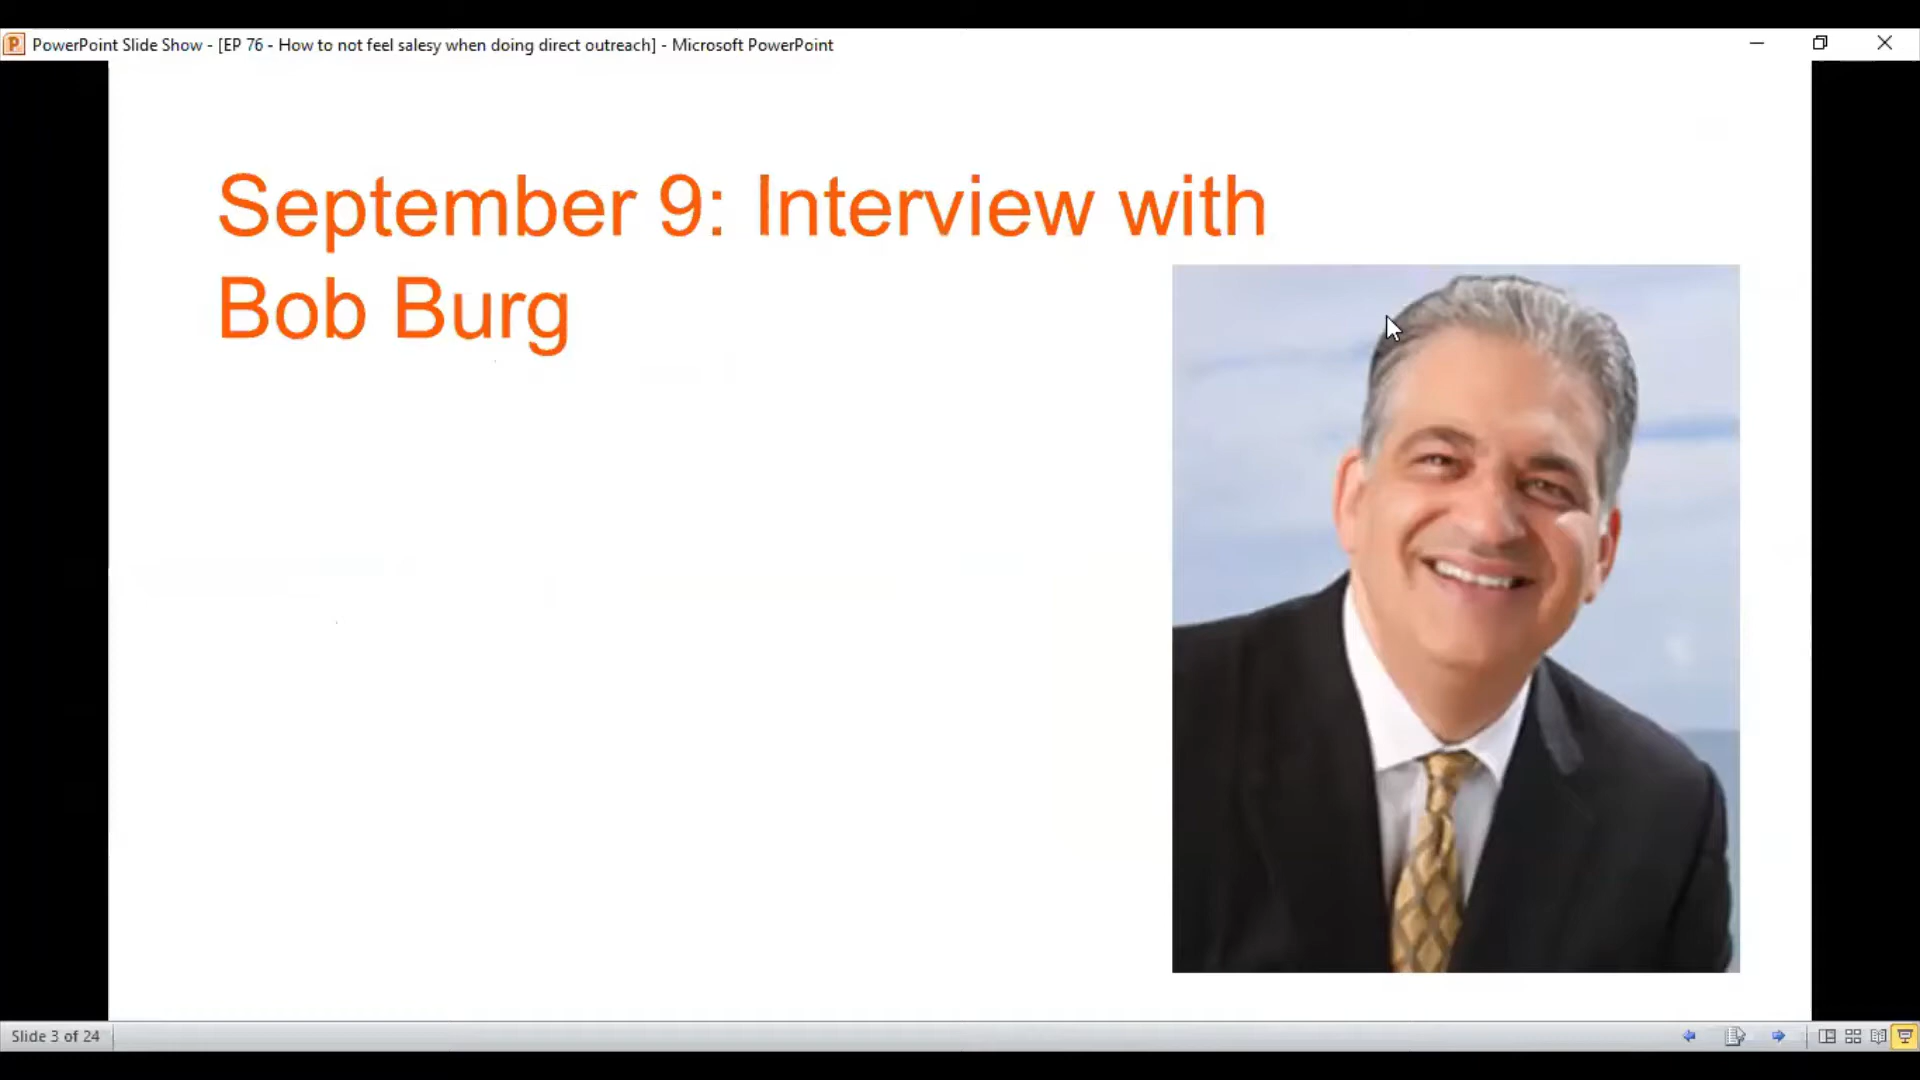 PowerPoint Slide Show - [EP 76 - How to not feel salesy when doing direct outreach] - Microsoft PowerPoint
September 9: Interview with
Bob Burg
Slide 3 of 24